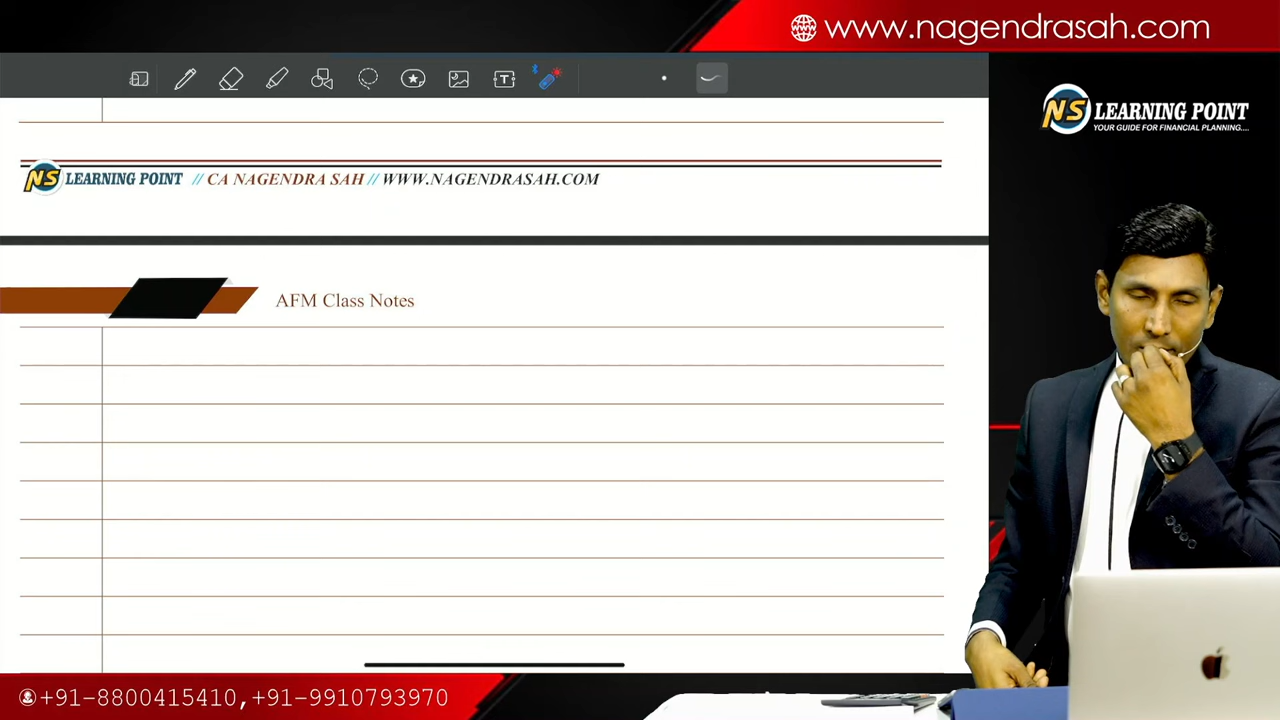 www.nagendrasah.com
NS LEARNING POINT
YOUR GUIDE FOR FINANCIAL PLANNING....
T
NS LEARNING POINT // CA NAGENDRA SAH // WWW.NAGENDRASAH.COM
AFM Class Notes
+91-8800415410,+91-9910793970